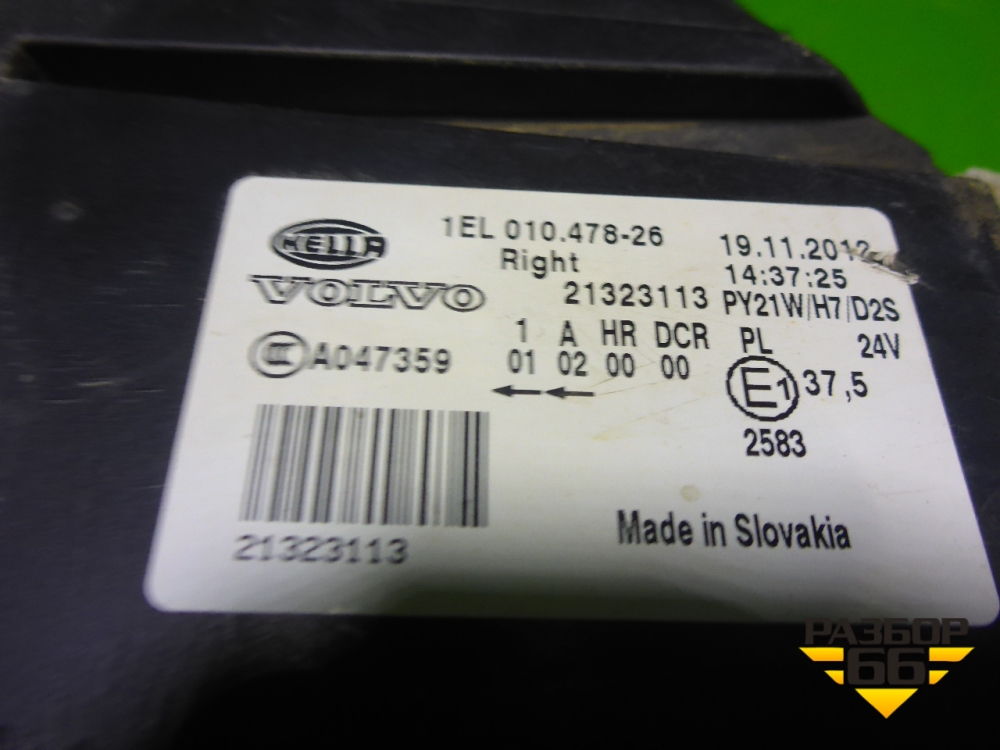 HELLA
1EL 010.478-26
19.11.2012
Right
14:37:25
VOLVO
21323113
PY21W/H7/D2S
1 A HR DCR
PL
24V
CCC A047359
01 02 00 00
E1
37,5
2583
21323113
Made in Slovakia
РАЗБОР
66